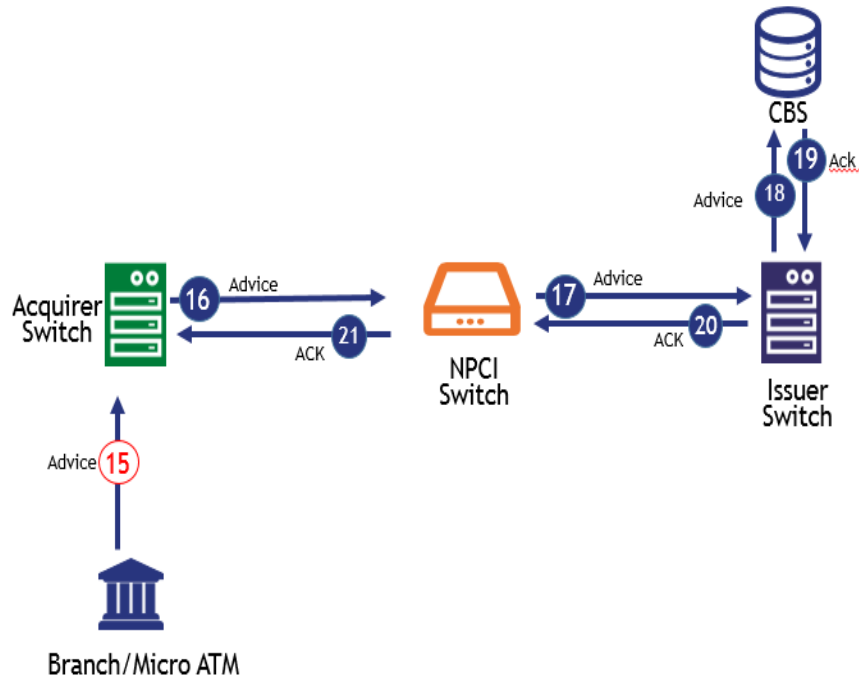 CBS
19
Ack
18
Advice
16
Advice
17
Advice
Acquirer
Switch
21
ACK
20
ACK
NPCI
Switch
Issuer
Switch
Advice
15
Branch/Micro ATM